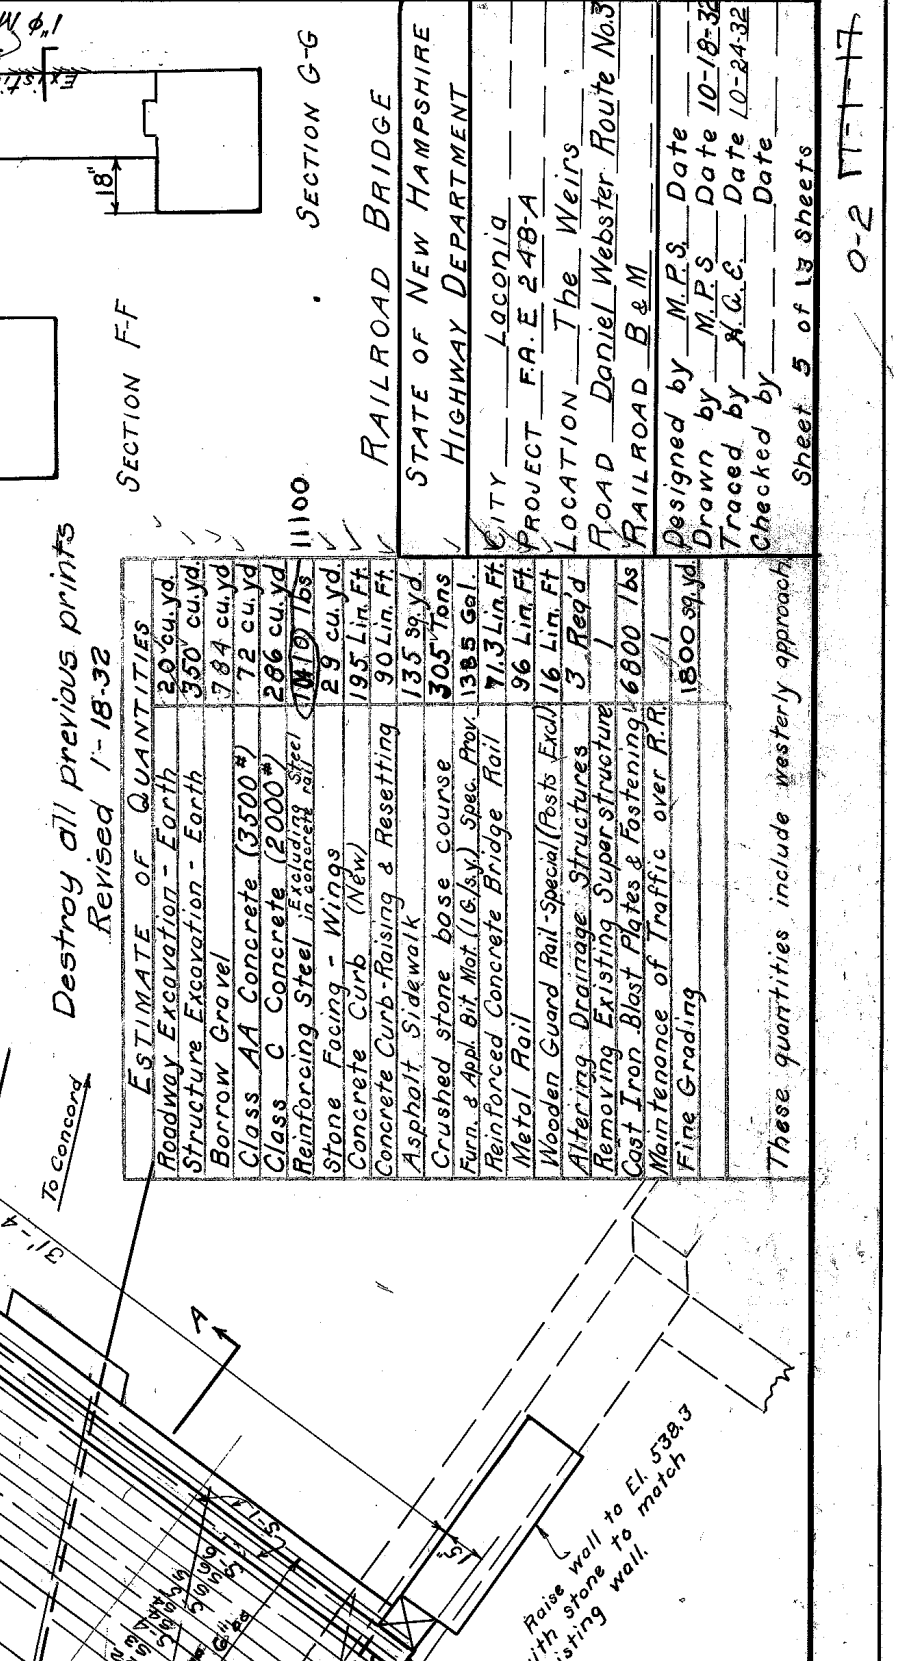 Destroy all previous prints
Revised 1-18-32
To Concord
ESTIMATE OF QUANTITIES
Roadway Excavation - Earth 20 cu. yd.
Structure Excavation - Earth 350 cu. yd
Borrow Gravel 784 cu. yd
Class AA Concrete (3500#) 72 cu. yd
Class C Concrete (2000#) 286 cu. yd
Reinforcing Steel Excluding Steel in concrete rail lbs 11100
Stone Facing - Wings 29 cu. yd.
Concrete Curb (New) 195 Lin. Ft.
Concrete Curb-Raising & Resetting 90 Lin. Ft.
Asphalt Sidewalk 135 sq. yd.
Crushed stone base course 305 Tons
Furn. & Appl. Bit. Mat. (1 G./s.y.) Spec. Prov. 1385 Gal.
Reinforced Concrete Bridge Rail 71.3 Lin. Ft.
Metal Rail 96 Lin. Ft.
Wooden Guard Rail-Special (Posts Excl) 16 Lin. Ft
Altering Drainage Structures 3 Req'd
Removing Existing Superstructure 1
Cast Iron Blast Plates & Fastening 6800 lbs
Maintenance of Traffic over R.R. 1
Fine Grading 1800 sq. yd.
These quantities include westerly approach
18"
SECTION F-F
SECTION G-G
1"φ
RAILROAD BRIDGE
STATE OF NEW HAMPSHIRE
HIGHWAY DEPARTMENT
CITY Laconia
PROJECT F.A.E 248-A
LOCATION The Weirs
ROAD Daniel Webster Route No.3
RAILROAD B & M
Designed by M.P.S. Date
Drawn by M.P.S Date 10-18-32
Traced by H.A.C. Date 10-24-32
Checked by Date
Sheet 5 of 13 Sheets
0-2
31'-4
A
S-1
Raise wall to El. 538.3
with stone to match
existing wall.